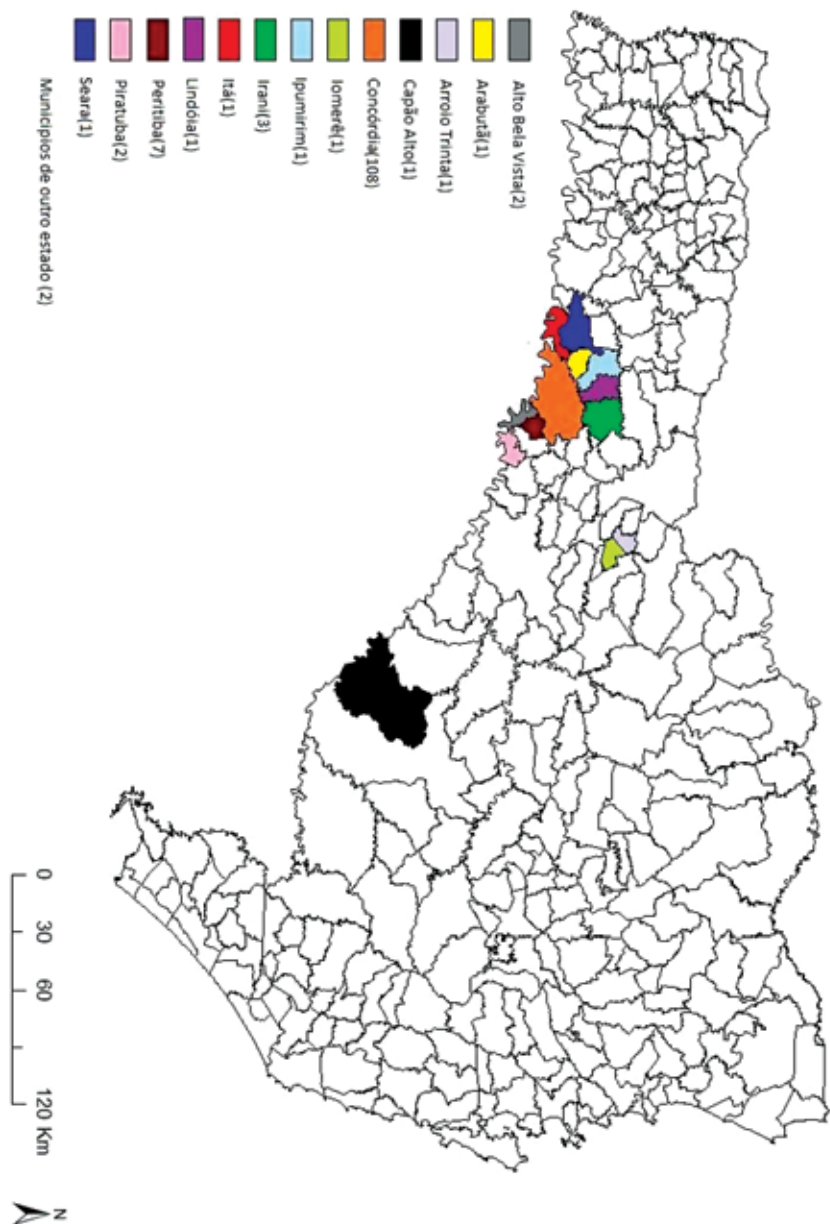 Alto Bela Vista(2)
Arabutã(1)
Arroio Trinta(1)
Capão Alto(1)
Concórdia(108)
Iomerê(1)
Ipumirim(1)
Irani(3)
Itá(1)
Lindóia(1)
Peritiba(7)
Piratuba(2)
Seara(1)
Municípios de outro estado (2)
0 30 60 120 Km
N